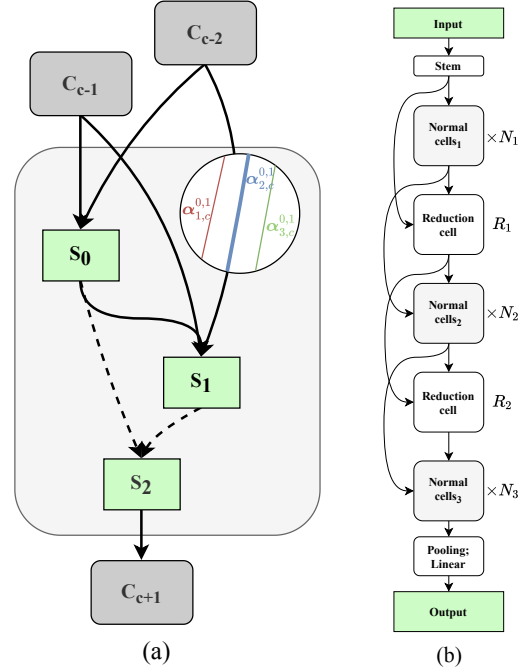 C_{c-2}
C_{c-1}
α^{0,1}_{1,c}
α^{0,1}_{2,c}
α^{0,1}_{3,c}
S_0
S_1
S_2
C_{c+1}
(a)
Input
Stem
Normal
cells_1
×N_1
Reduction
cell
R_1
Normal
cells_2
×N_2
Reduction
cell
R_2
Normal
cells_3
×N_3
Pooling;
Linear
Output
(b)